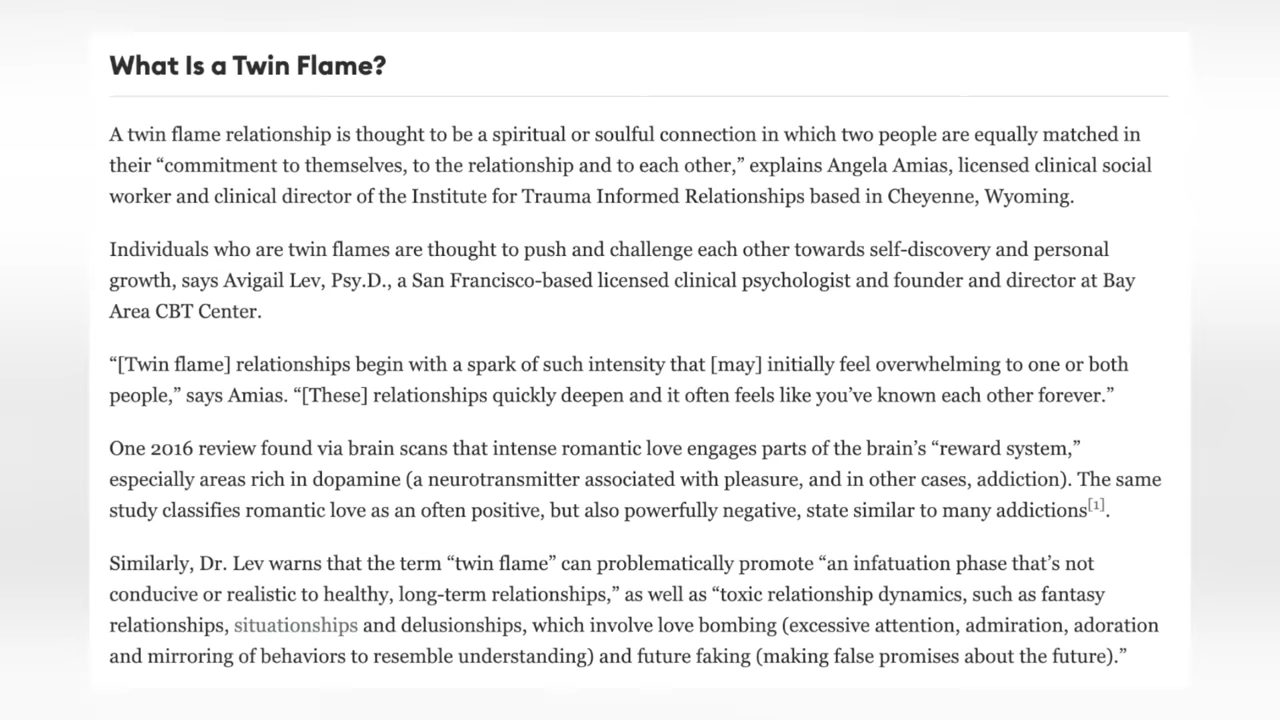 What Is a Twin Flame?
A twin flame relationship is thought to be a spiritual or soulful connection in which two people are equally matched in
their “commitment to themselves, to the relationship and to each other,” explains Angela Amias, licensed clinical social
worker and clinical director of the Institute for Trauma Informed Relationships based in Cheyenne, Wyoming.
Individuals who are twin flames are thought to push and challenge each other towards self-discovery and personal
growth, says Avigail Lev, Psy.D., a San Francisco-based licensed clinical psychologist and founder and director at Bay
Area CBT Center.
“[Twin flame] relationships begin with a spark of such intensity that [may] initially feel overwhelming to one or both
people,” says Amias. “[These] relationships quickly deepen and it often feels like you’ve known each other forever.”
One 2016 review found via brain scans that intense romantic love engages parts of the brain’s “reward system,”
especially areas rich in dopamine (a neurotransmitter associated with pleasure, and in other cases, addiction). The same
study classifies romantic love as an often positive, but also powerfully negative, state similar to many addictions[1].
Similarly, Dr. Lev warns that the term “twin flame” can problematically promote “an infatuation phase that’s not
conducive or realistic to healthy, long-term relationships,” as well as “toxic relationship dynamics, such as fantasy
relationships, situationships and delusionships, which involve love bombing (excessive attention, admiration, adoration
and mirroring of behaviors to resemble understanding) and future faking (making false promises about the future).”